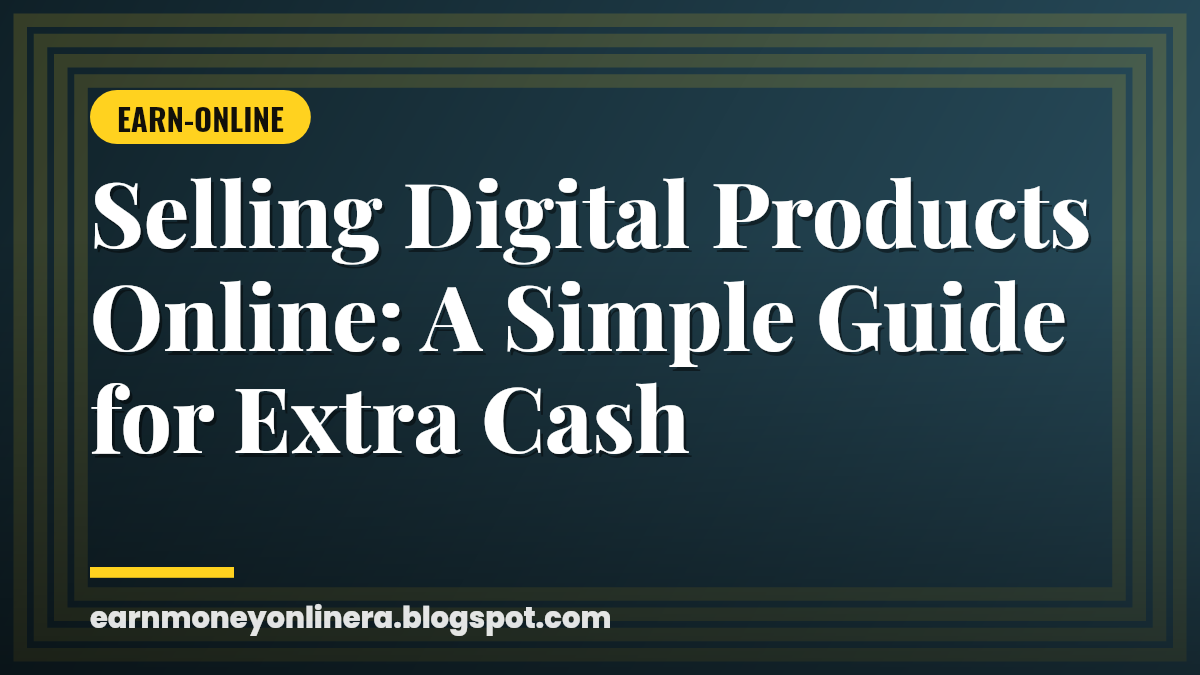 EARN-ONLINE
Selling Digital Products
Online: A Simple Guide
for Extra Cash
earnmoneyonlinera.blogspot.com